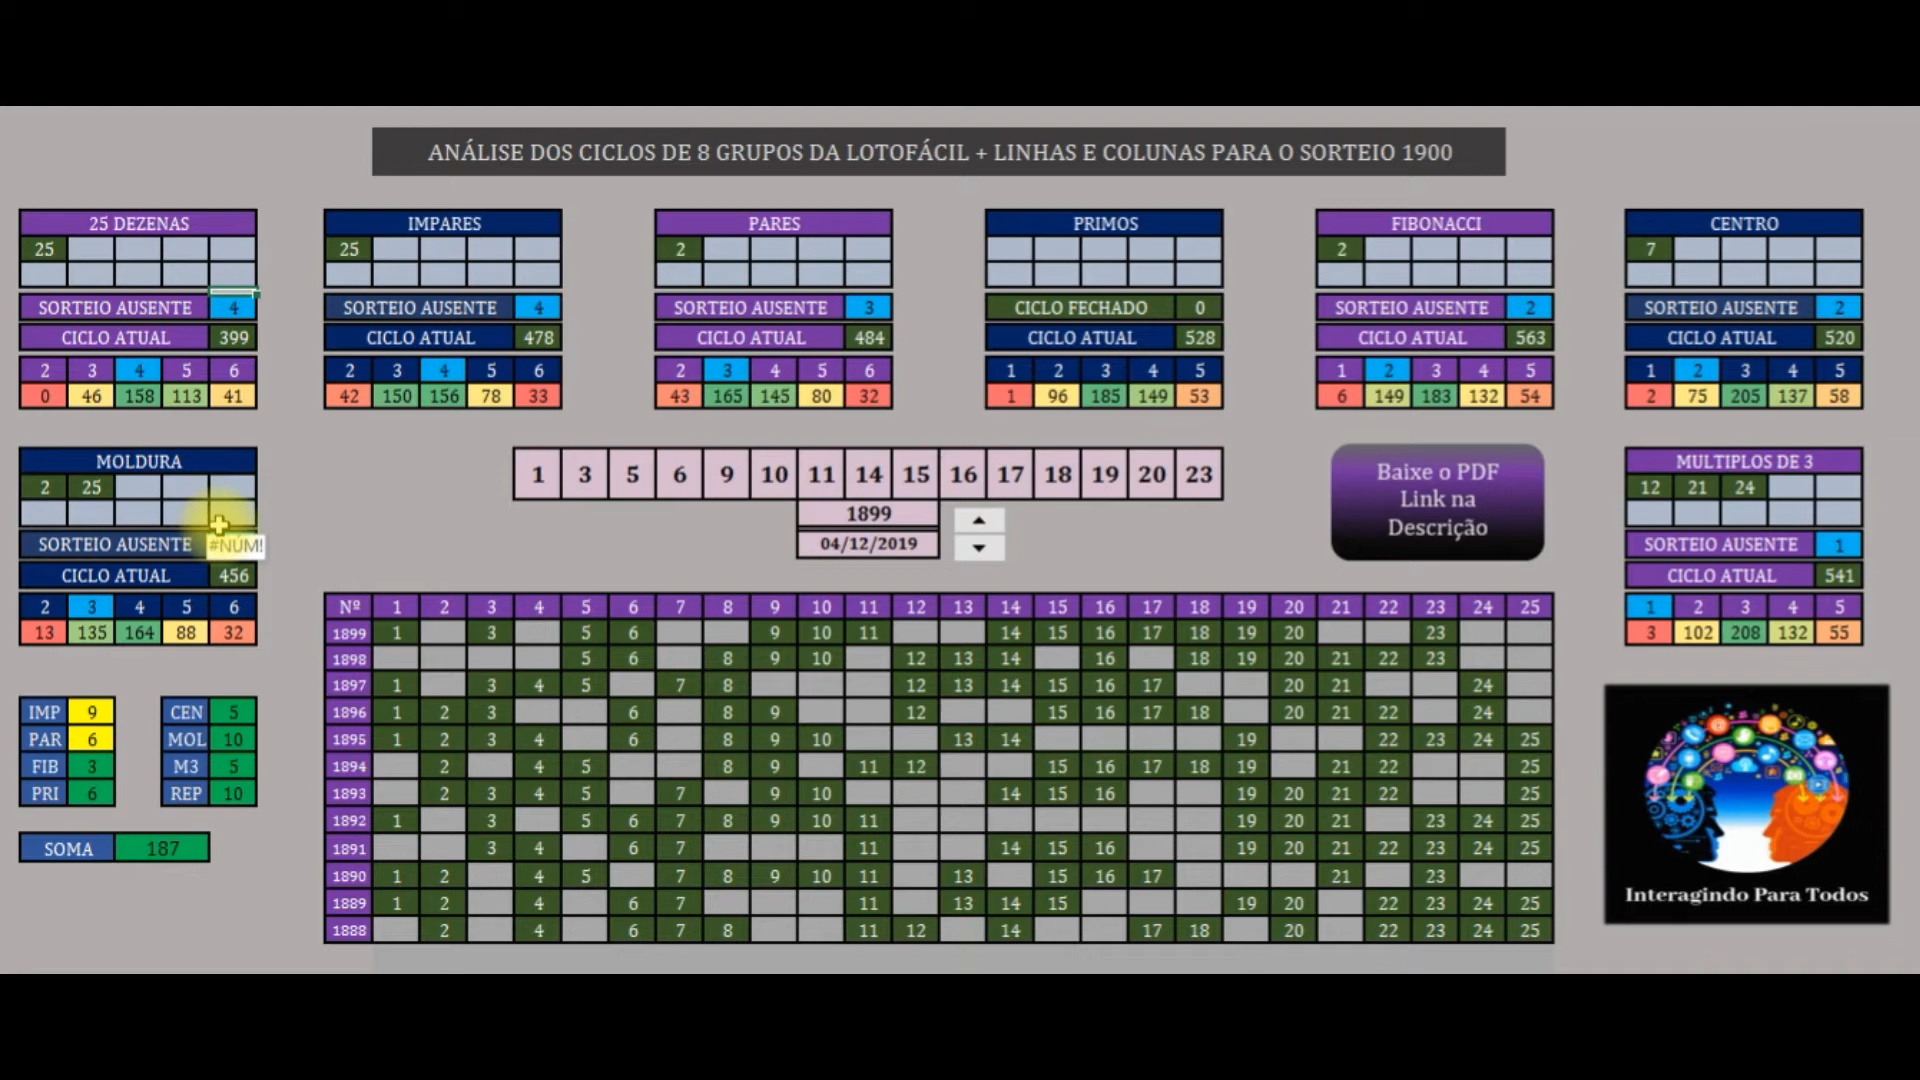 ANÁLISE DOS CICLOS DE 8 GRUPOS DA LOTOFÁCIL + LINHAS E COLUNAS PARA O SORTEIO 1900
25 DEZENAS
25
SORTEIO AUSENTE 4
CICLO ATUAL 399
2 3 4 5 6
0 46 158 113 41
IMPARES
25
SORTEIO AUSENTE 4
CICLO ATUAL 478
2 3 4 5 6
42 150 156 78 33
PARES
2
SORTEIO AUSENTE 3
CICLO ATUAL 484
2 3 4 5 6
43 165 145 80 32
PRIMOS
CICLO FECHADO 0
CICLO ATUAL 528
1 2 3 4 5
1 96 185 149 53
FIBONACCI
2
SORTEIO AUSENTE 2
CICLO ATUAL 563
1 2 3 4 5
6 149 183 132 54
CENTRO
7
SORTEIO AUSENTE 2
CICLO ATUAL 520
1 2 3 4 5
2 75 205 137 58
MOLDURA
2 25
SORTEIO AUSENTE #NÚM!
CICLO ATUAL 456
2 3 4 5 6
13 135 164 88 32
1 3 5 6 9 10 11 14 15 16 17 18 19 20 23
1899
04/12/2019
Baixe o PDF
Link na
Descrição
MULTIPLOS DE 3
12 21 24
SORTEIO AUSENTE 1
CICLO ATUAL 541
1 2 3 4 5
3 102 208 132 55
IMP 9 CEN 5
PAR 6 MOL 10
FIB 3 M3 5
PRI 6 REP 10
SOMA 187
Nº 1 2 3 4 5 6 7 8 9 10 11 12 13 14 15 16 17 18 19 20 21 22 23 24 25
1899 1 3 5 6 9 10 11 14 15 16 17 18 19 20 23
1898 5 6 8 9 10 12 13 14 16 18 19 20 21 22 23
1897 1 3 4 5 7 8 12 13 14 15 16 17 20 21 24
1896 1 2 3 6 8 9 12 15 16 17 18 20 21 22 24
1895 1 2 3 4 6 8 9 10 13 14 19 22 23 24 25
1894 2 4 5 8 9 11 12 15 16 17 18 19 21 22 25
1893 2 3 4 5 7 9 10 14 15 16 19 20 21 22 25
1892 1 3 5 6 7 8 9 10 11 19 20 21 23 24 25
1891 3 4 6 7 11 14 15 16 19 20 21 22 23 24 25
1890 1 2 4 5 7 8 9 10 11 13 15 16 17 21 23
1889 1 2 4 6 7 11 13 14 15 19 20 22 23 24 25
1888 2 4 6 7 8 11 12 14 17 18 20 22 23 24 25
Interagindo Para Todos